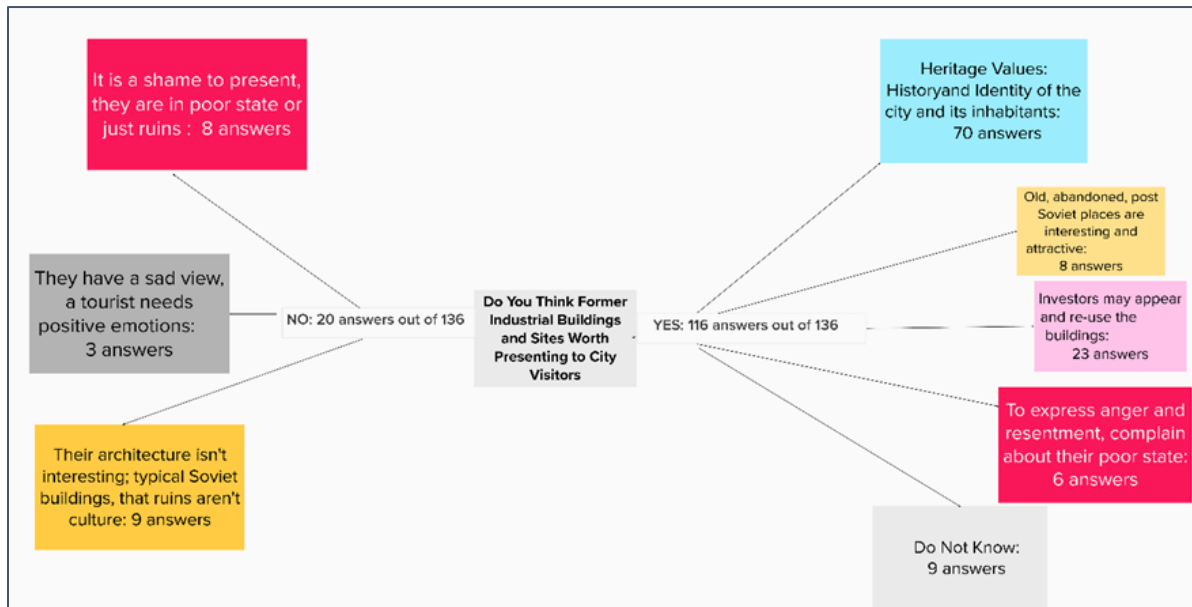 It is a shame to present,
they are in poor state or
just ruins : 8 answers
They have a sad view,
a tourist needs
positive emotions:
3 answers
Their architecture isn't
interesting; typical Soviet
buildings, that ruins aren't
culture: 9 answers
NO: 20 answers out of 136
Do You Think Former
Industrial Buildings
and Sites Worth
Presenting to City
Visitors
YES: 116 answers out of 136
Heritage Values:
Historyand Identity of the
city and its inhabitants:
70 answers
Old, abandoned, post
Soviet places are
interesting and
attractive:
8 answers
Investors may appear
and re-use the
buildings:
23 answers
To express anger and
resentment, complain
about their poor state:
6 answers
Do Not Know:
9 answers